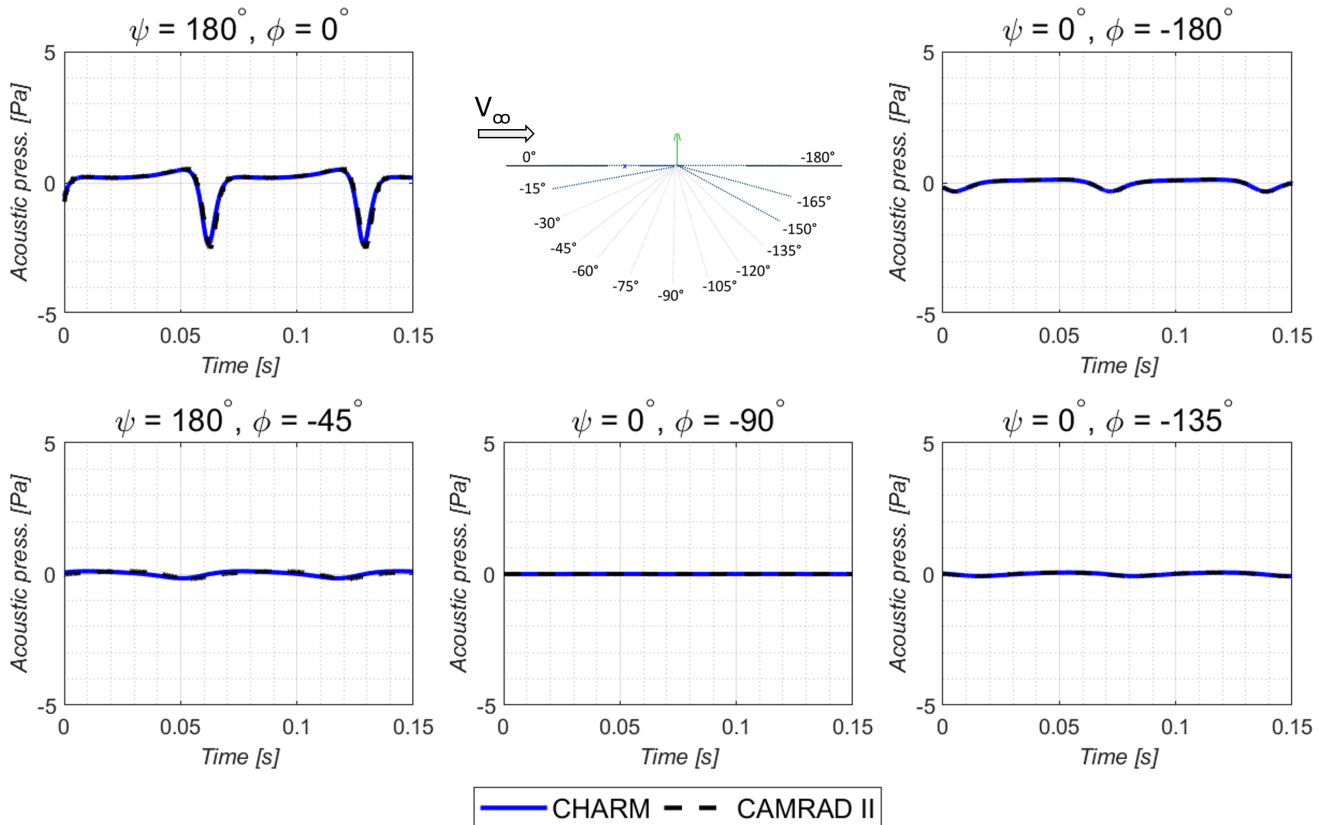 ψ = 180°, ϕ = 0°
5
0
-5
Acoustic press. [Pa]
0 0.05 0.1 0.15
Time [s]
V∞
0°
-15°
-30°
-45°
-60°
-75°
-90°
-105°
-120°
-135°
-150°
-165°
-180°
ψ = 0°, ϕ = -180°
5
0
-5
Acoustic press. [Pa]
0 0.05 0.1 0.15
Time [s]
ψ = 180°, ϕ = -45°
5
0
-5
Acoustic press. [Pa]
0 0.05 0.1 0.15
Time [s]
ψ = 0°, ϕ = -90°
5
0
-5
Acoustic press. [Pa]
0 0.05 0.1 0.15
Time [s]
ψ = 0°, ϕ = -135°
5
0
-5
Acoustic press. [Pa]
0 0.05 0.1 0.15
Time [s]
CHARM CAMRAD II